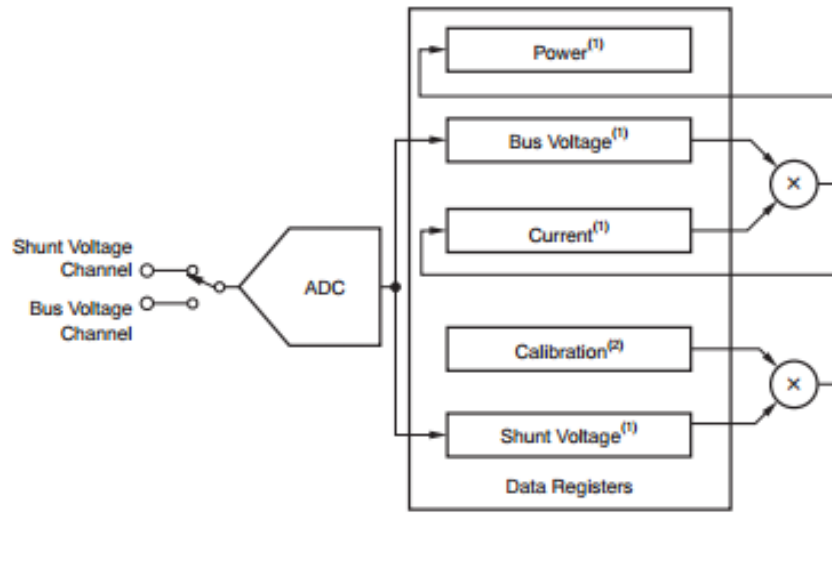 Power(1)
Bus Voltage(1)
×
Current(1)
Shunt Voltage
Channel
ADC
Bus Voltage
Channel
Calibration(2)
×
Shunt Voltage(1)
Data Registers